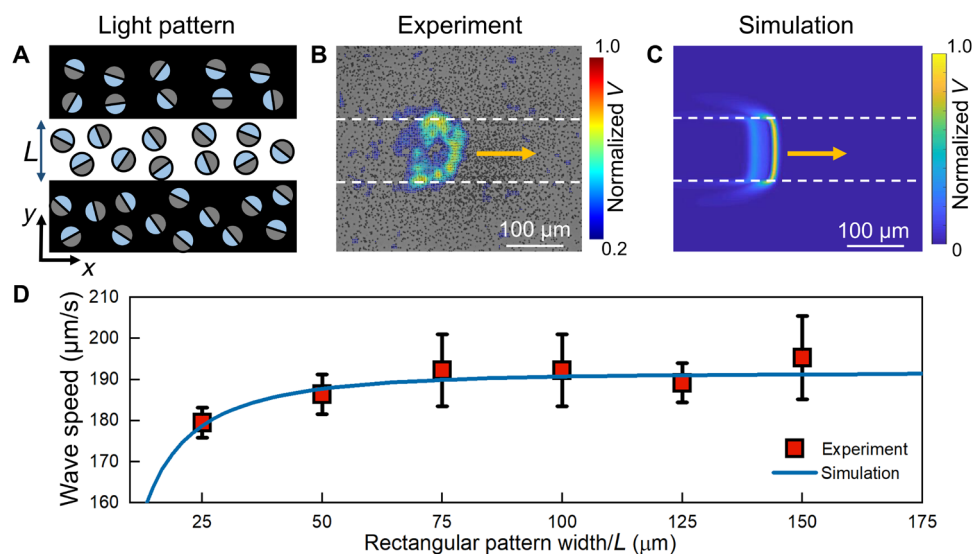 Light pattern
Experiment
Simulation
A
B
C
L
y
x
1.0
Normalized V
0.2
100 µm
1.0
Normalized V
0
100 µm
D
Wave speed (µm/s)
210
200
190
180
170
160
Experiment
Simulation
25 50 75 100 125 150 175
Rectangular pattern width/L (µm)